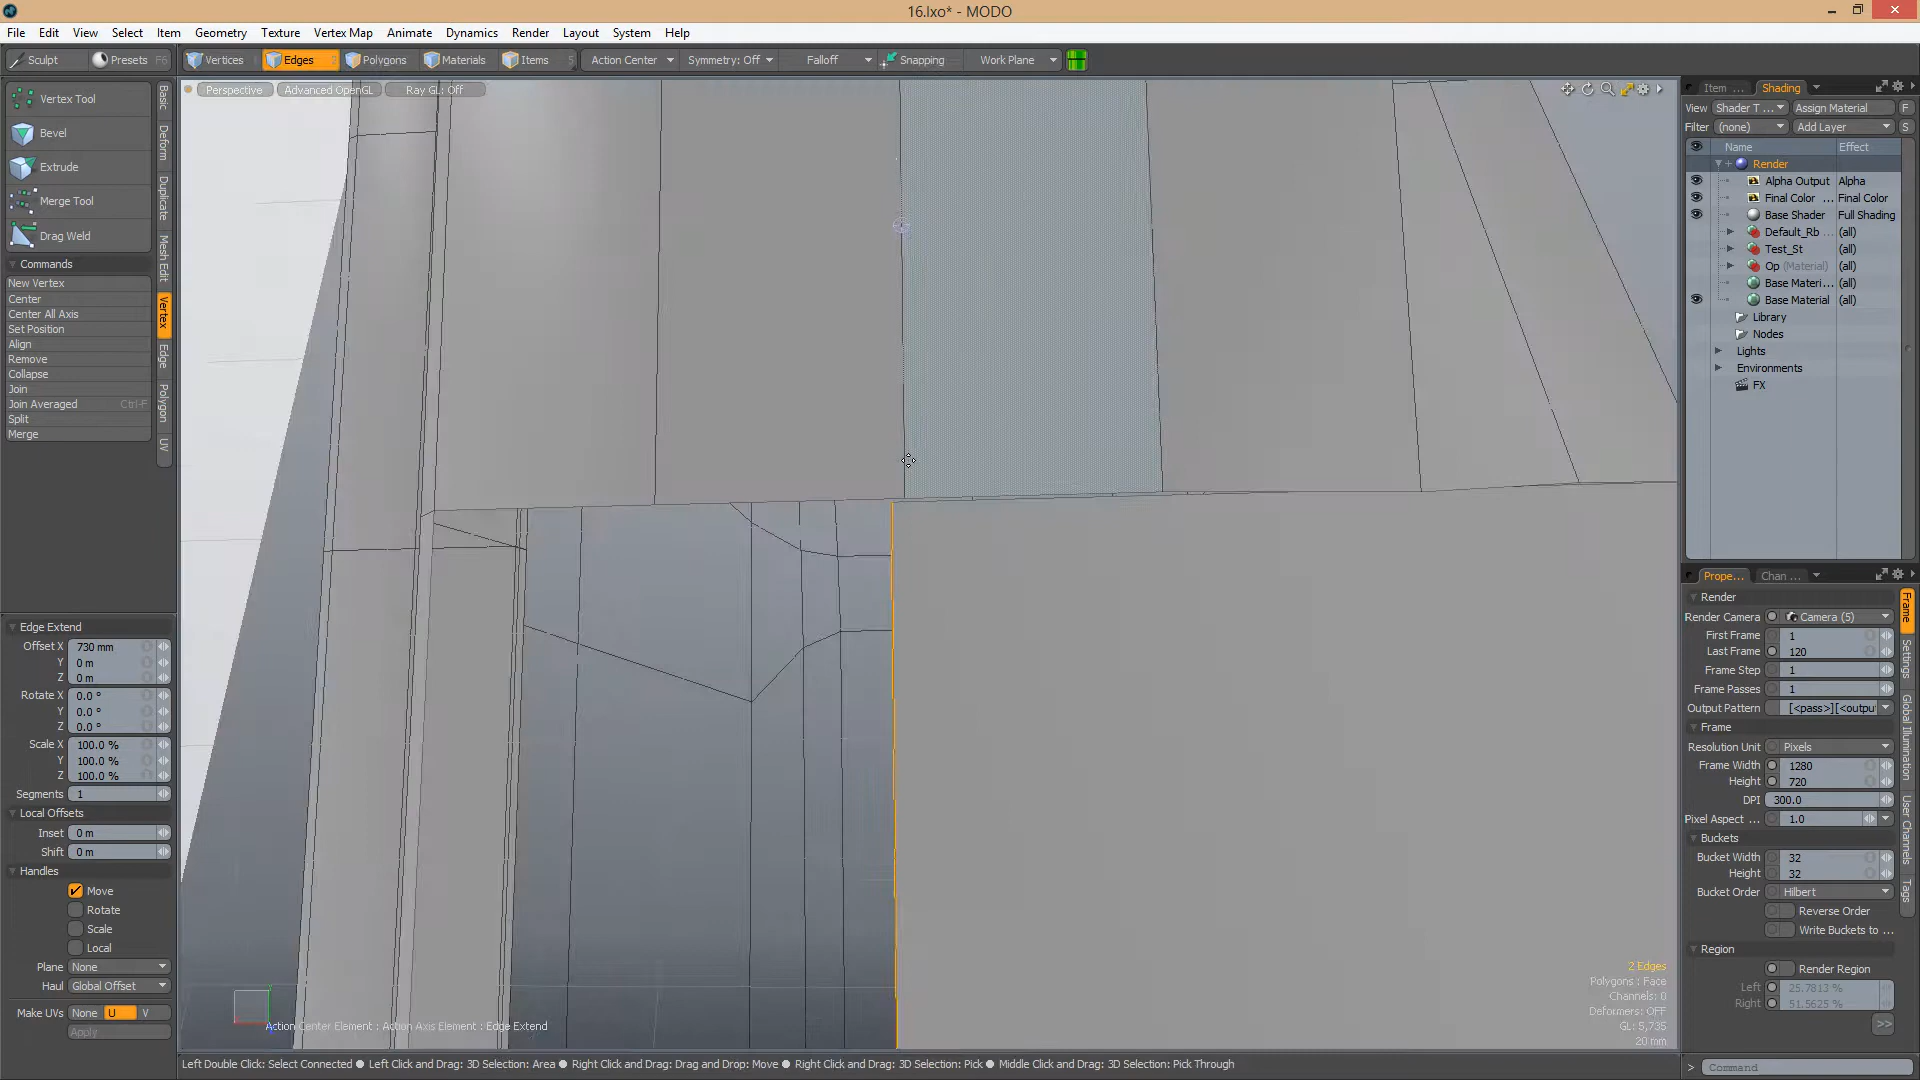 16.lxo* - MODO
File Edit View Select Item Geometry Texture Vertex Map Animate Dynamics Render Layout System Help
Sculpt Presets F6 Vertices Edges 2 Polygons Materials Items 5 Action Center Symmetry: Off Falloff Snapping Work Plane
Perspective Advanced OpenGL Ray GL: Off
Vertex Tool
Bevel
Extrude
Merge Tool
Drag Weld
Commands
New Vertex
Center
Center All Axis
Set Position
Align
Remove
Collapse
Join
Join Averaged Ctrl-F
Split
Merge
Basic
Deform
Duplicate
Mesh Edit
Vertex
Edge
Polygon
UV
Edge Extend
Offset X 730 mm
Y 0 m
Z 0 m
Rotate X 0.0 °
Y 0.0 °
Z 0.0 °
Scale X 100.0 %
Y 100.0 %
Z 100.0 %
Segments 1
Local Offsets
Inset 0 m
Shift 0 m
Handles
Move
Rotate
Scale
Local
Plane None
Haul Global Offset
Make UVs None U V
Apply
2 Edges
Polygons : Face
Channels: 0
Deformers: OFF
GL: 5,735
20 mm
Action Center Element : Action Axis Element : Edge Extend
Left Double Click: Select Connected ● Left Click and Drag: 3D Selection: Area ● Right Click and Drag: Drag and Drop: Move ● Right Click and Drag: 3D Selection: Pick ● Middle Click and Drag: 3D Selection: Pick Through
Item ... Shading
View Shader T ... Assign Material F
Filter (none) Add Layer S
Name Effect
Render
Alpha Output Alpha
Final Color ... Final Color
Base Shader Full Shading
Default_Rb ... (all)
Test_St (all)
Op (Material) (all)
Base Materi... (all)
Base Material (all)
Library
Nodes
Lights
Environments
FX
Prope... Chan ...
Render
Render Camera Camera (5)
First Frame 1
Last Frame 120
Frame Step 1
Frame Passes 1
Output Pattern [<pass>][<outpu
Frame
Resolution Unit Pixels
Frame Width 1280
Height 720
DPI 300.0
Pixel Aspect ... 1.0
Buckets
Bucket Width 32
Height 32
Bucket Order Hilbert
Reverse Order
Write Buckets to ...
Region
Render Region
Left 25.7813 %
Right 51.5625 %
>>
Frame
Settings
Global Illumination
User Channels
Tags
> Command